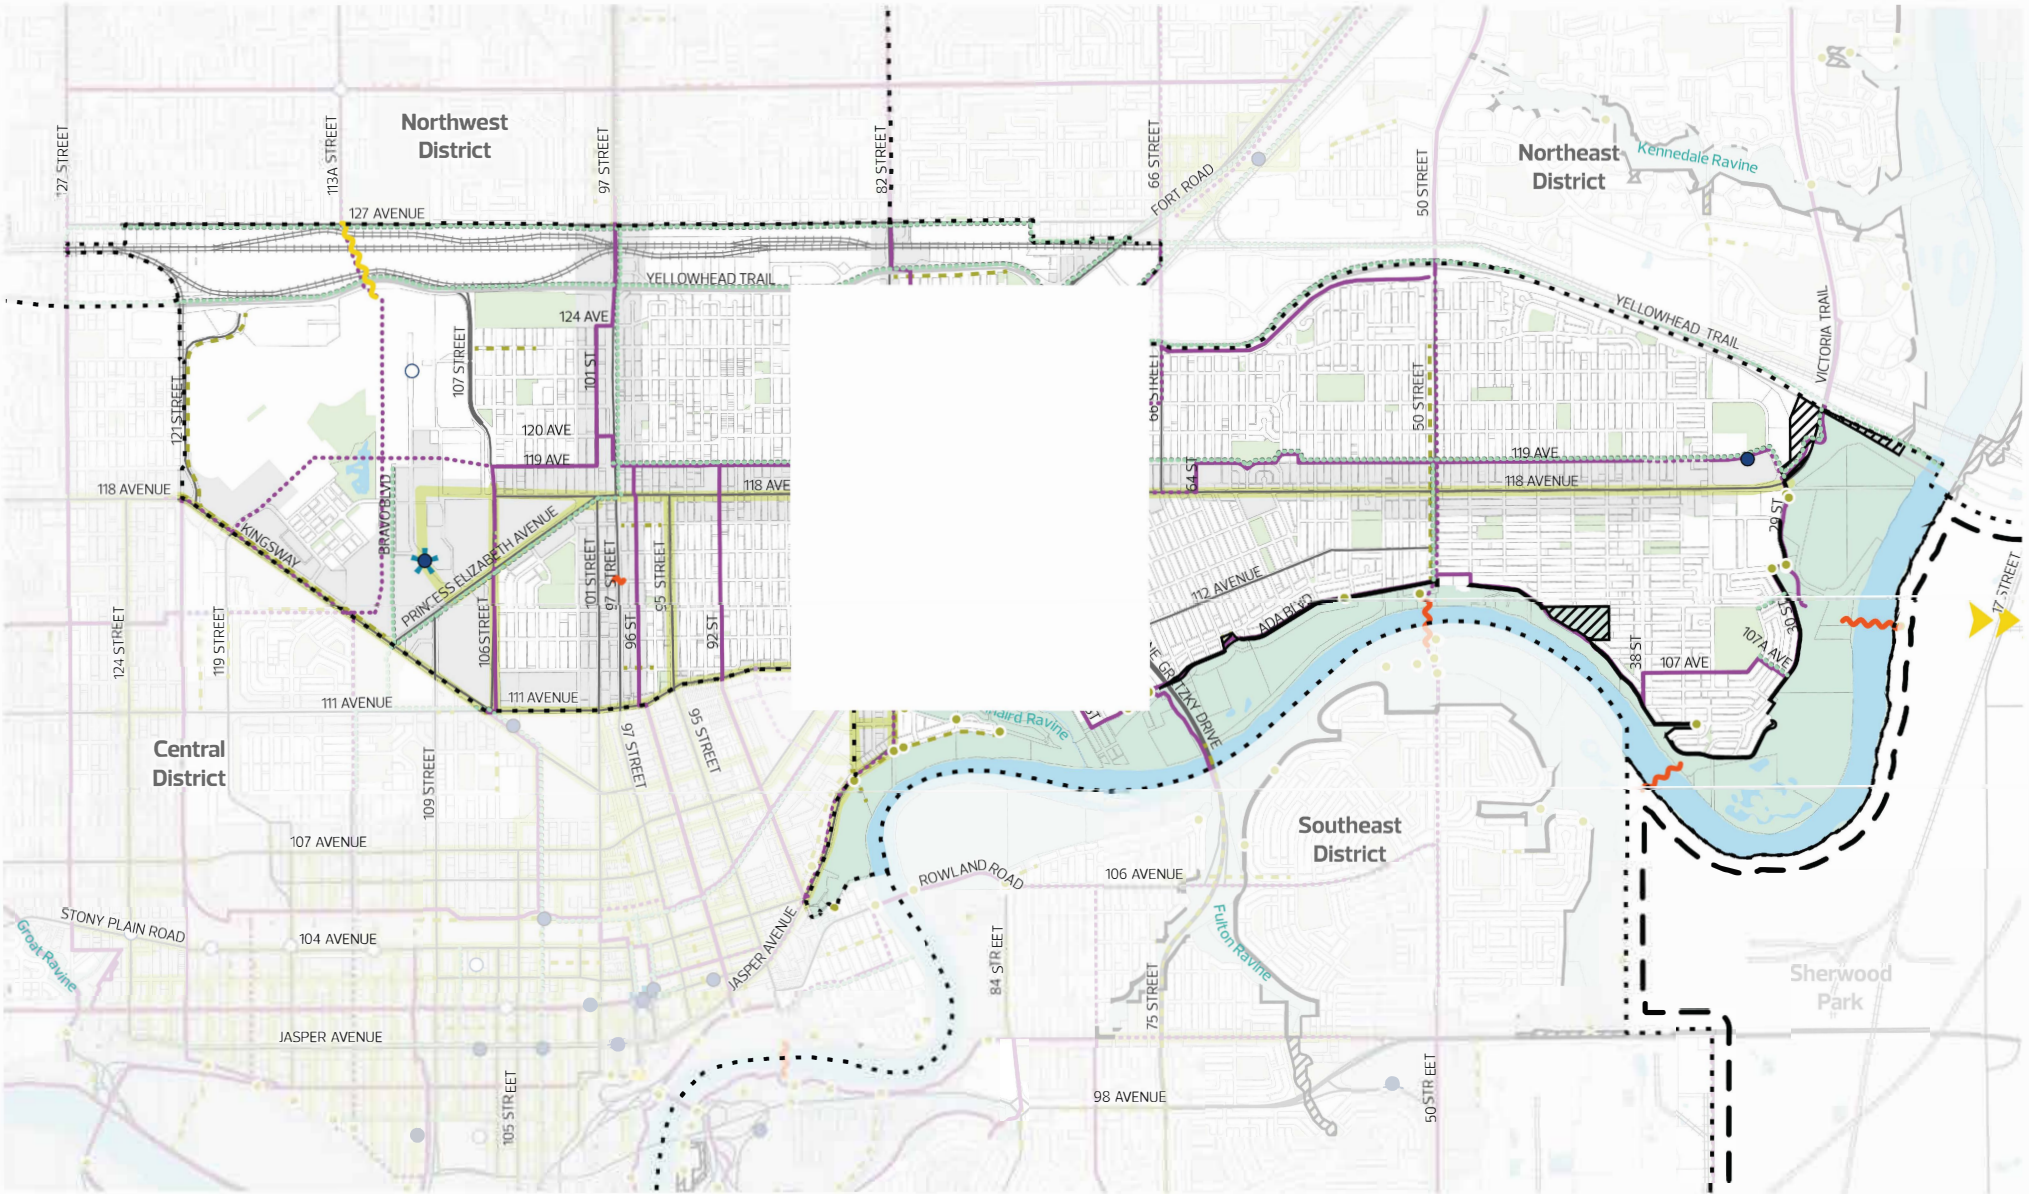 Northwest
District
127 STREET
113A STREET
97 STREET
82 STREET
66 STREET
FORT ROAD
50 STREET
Northeast
District
Kennedale Ravine
127 AVENUE
YELLOWHEAD TRAIL
YELLOWHEAD TRAIL
VICTORIA TRAIL
124 AVE
107 STREET
101 ST
121 STREET
66 STREET
50 STREET
120 AVE
119 AVE
119 AVE
118 AVENUE
118 AVE
64 ST
118 AVENUE
KINGSWAY
BRAVO BLVD
PRINCESS ELIZABETH AVENUE
29 ST
101 STREET
97 STREET
95 STREET
112 AVENUE
ADA BLVD
17 STREET
124 STREET
119 STREET
106 STREET
96 ST
92 ST
38 ST
30 ST
107A AVE
107 AVE
111 AVENUE
111 AVENUE
GRETZKY DRIVE
Ravine
ST
97 STREET
95 STREET
Central
District
109 STREET
107 AVENUE
Southeast
District
ROWLAND ROAD
106 AVENUE
STONY PLAIN ROAD
104 AVENUE
Groat Ravine
JASPER AVENUE
84 STREET
75 STREET
Fulton Ravine
Sherwood
Park
JASPER AVENUE
105 STREET
98 AVENUE
50 STREET